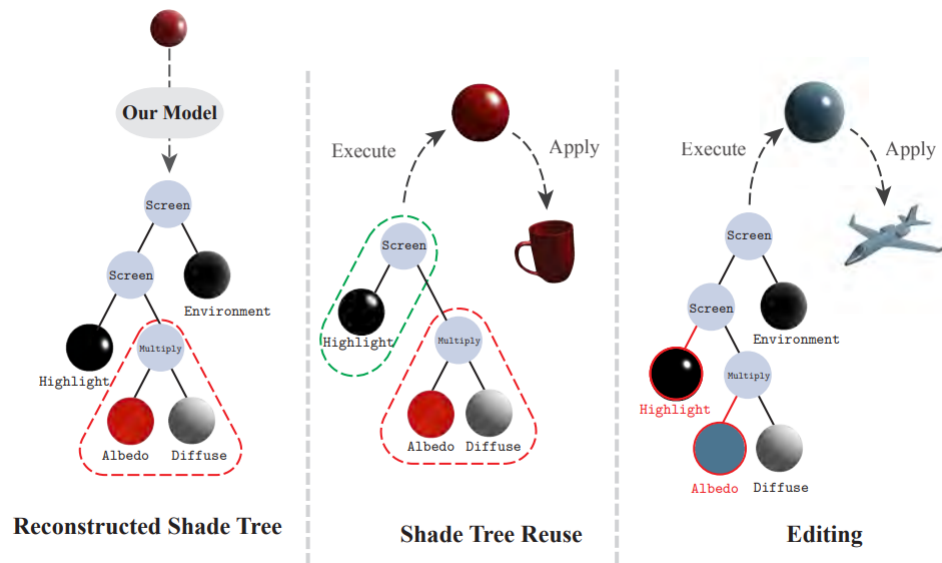 Our Model
Screen
Screen
Environment
Highlight
Multiply
Albedo
Diffuse
Reconstructed Shade Tree
Execute
Apply
Screen
Highlight
Multiply
Albedo
Diffuse
Shade Tree Reuse
Execute
Apply
Screen
Screen
Environment
Highlight
Multiply
Albedo
Diffuse
Editing